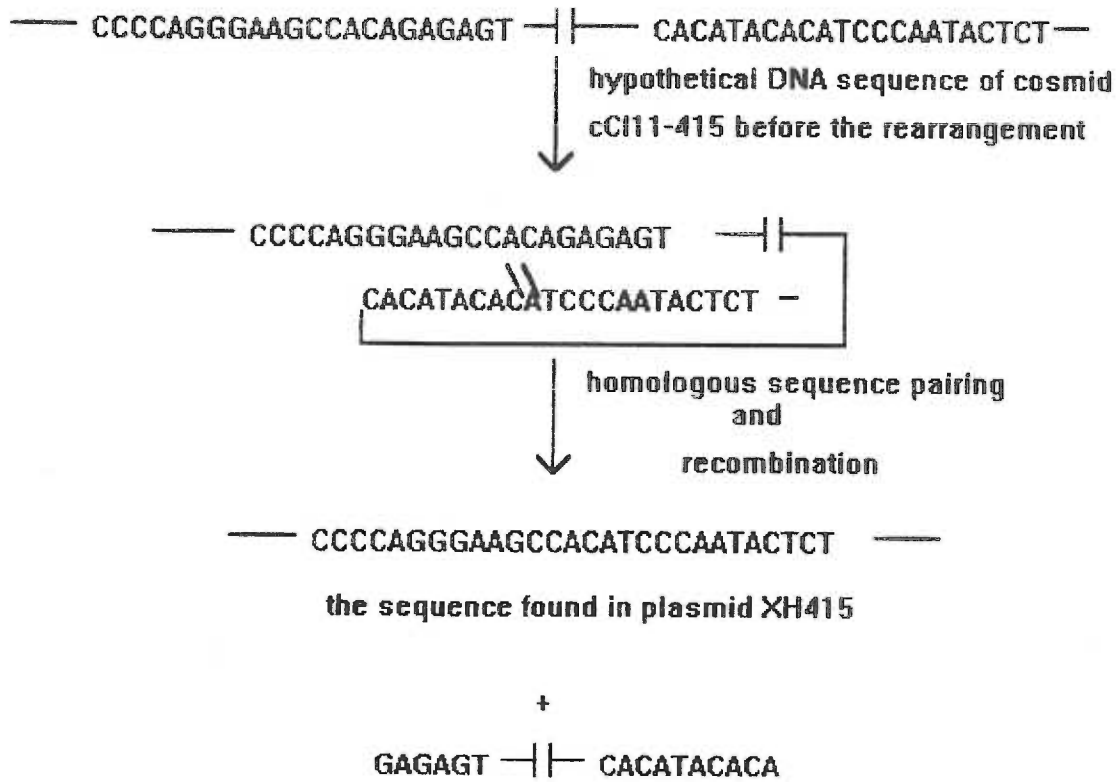 CCCCAGGGAAGCCACAGAGAGT CACATACACATCCCAATACTCT
hypothetical DNA sequence of cosmid
cCI11-415 before the rearrangement
CCCCAGGGAAGCCACAGAGAGT
CACATACACATCCCAATACTCT
homologous sequence pairing
and
recombination
CCCCAGGGAAGCCACATCCCAATACTCT
the sequence found in plasmid XH415
+
GAGAGT CACATACACA